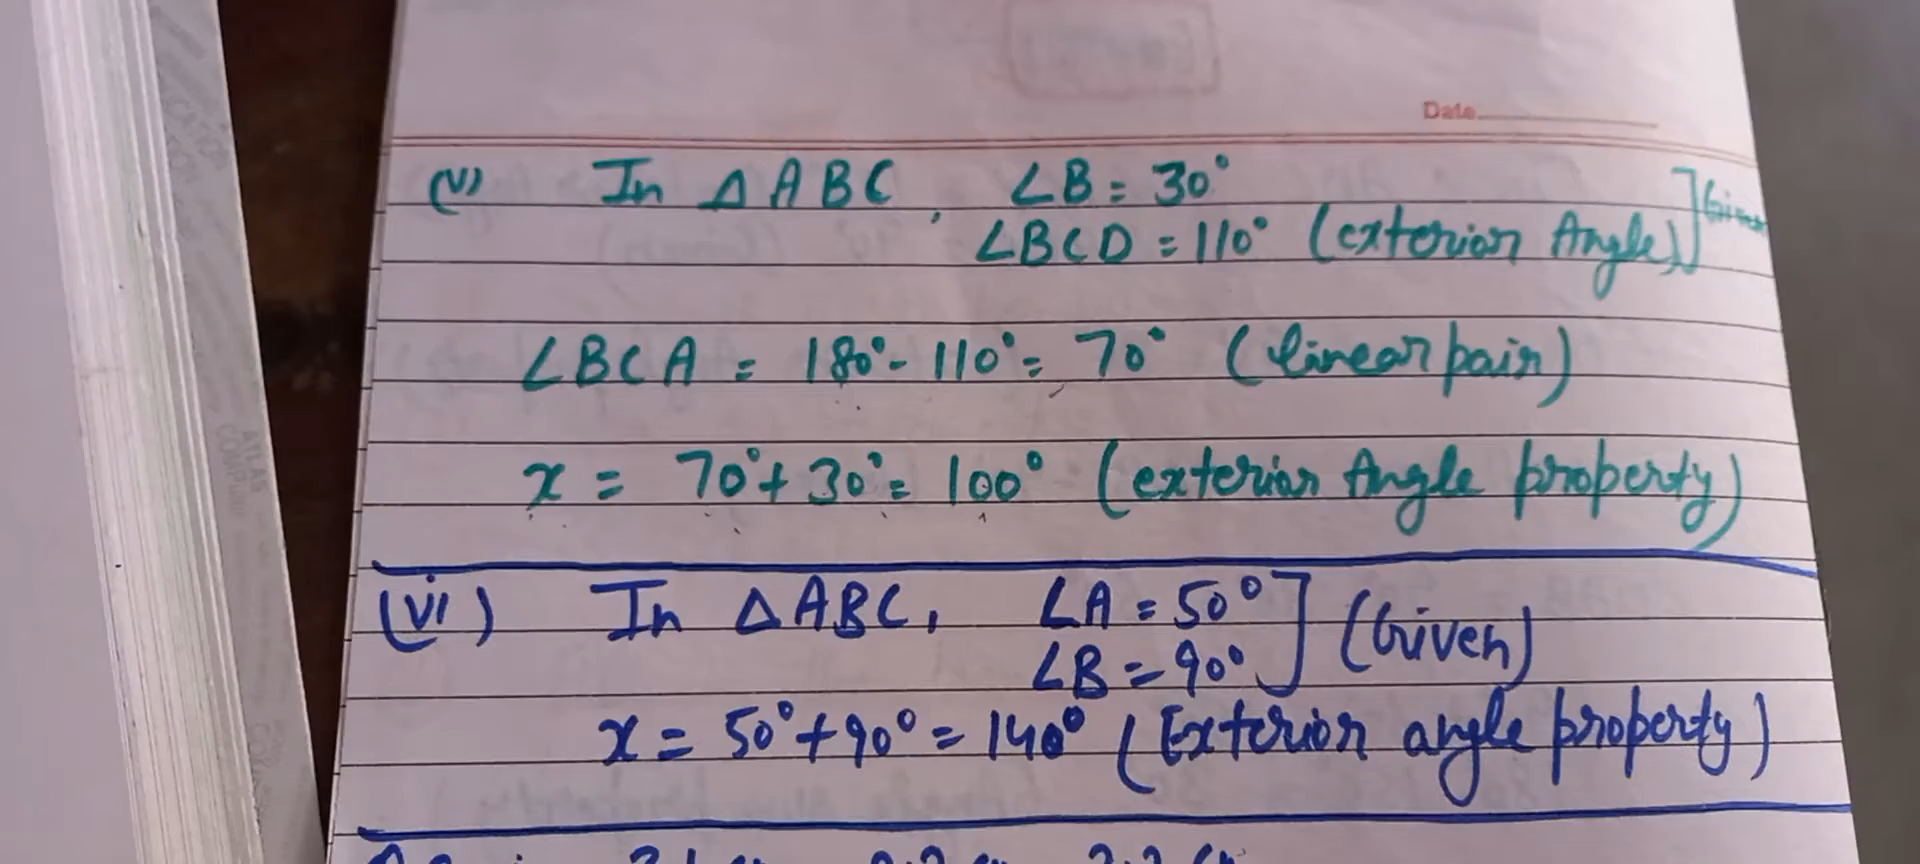 Date
(v) In △ABC, ∠B = 30°
∠BCD = 110° (exterior Angle)] Given
∠BCA = 180° - 110° = 70° (linear pair)
x = 70° + 30° = 100° (exterior Angle property)
(vi) In △ABC, ∠A = 50°
∠B = 90° ] (Given)
x = 50° + 90° = 140° (Exterior angle property)